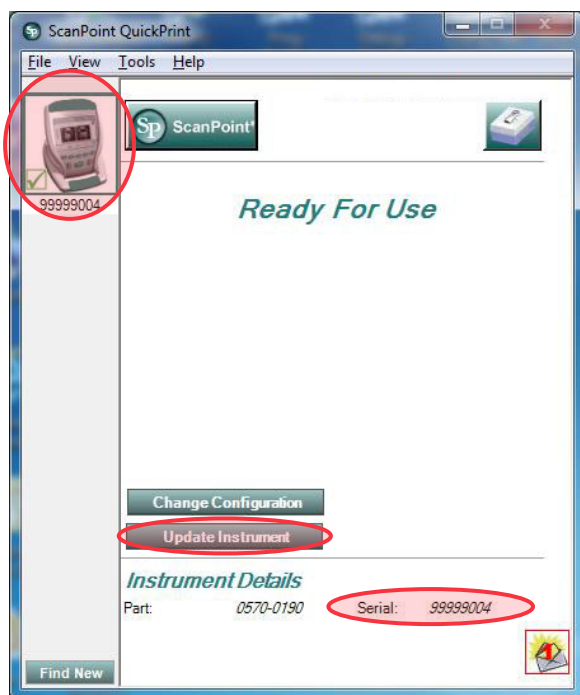 ScanPoint QuickPrint
File View Tools Help
Sp ScanPoint®
99999004
Ready For Use
Change Configuration
Update Instrument
Instrument Details
Part: 0570-0190 Serial: 99999004
Find New